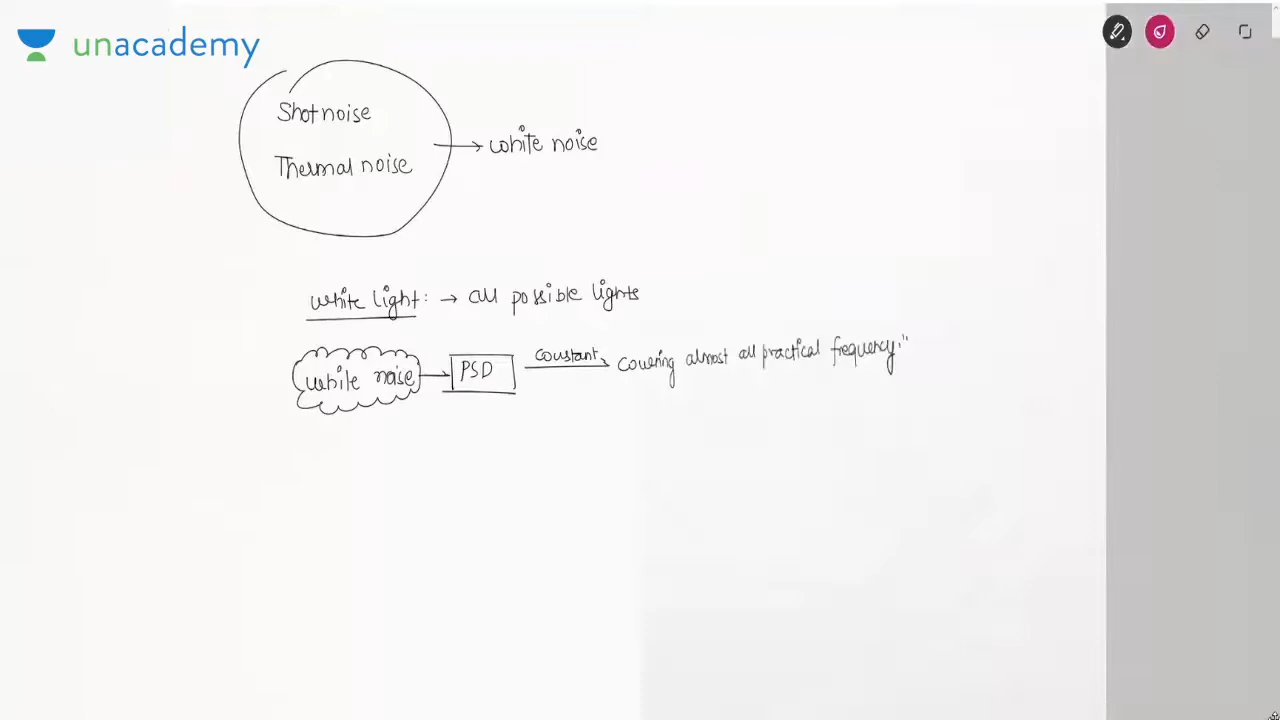 unacademy
Shot noise
Thermal noise
→ white noise
white light: → all possible lights
white noise → PSD constant → covering almost all practical frequency."